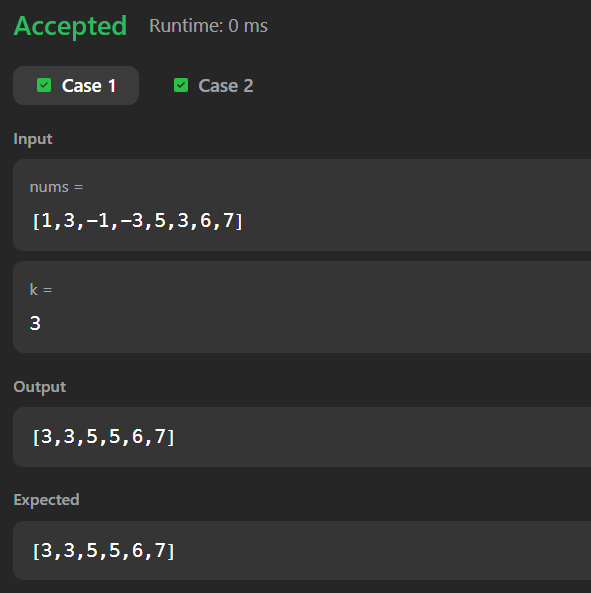 Accepted Runtime: 0 ms
Case 1 Case 2
Input
nums =
[1,3,-1,-3,5,3,6,7]
k =
3
Output
[3,3,5,5,6,7]
Expected
[3,3,5,5,6,7]